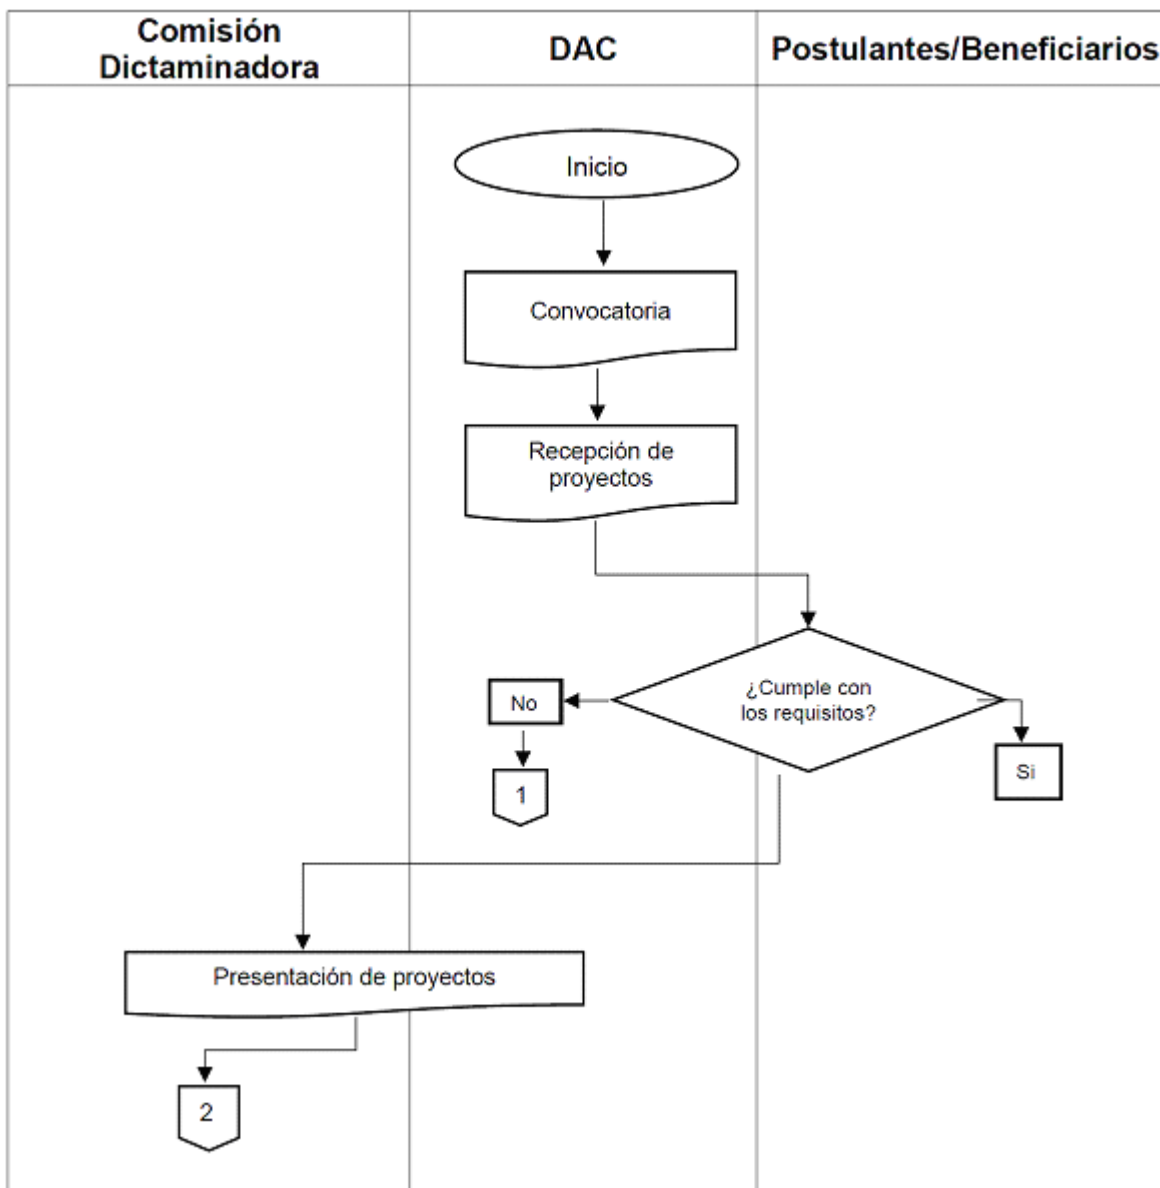 Comisión
Dictaminadora
DAC
Postulantes/Beneficiarios
Inicio
Convocatoria
Recepción de
proyectos
¿Cumple con
los requisitos?
No
Si
1
Presentación de proyectos
2